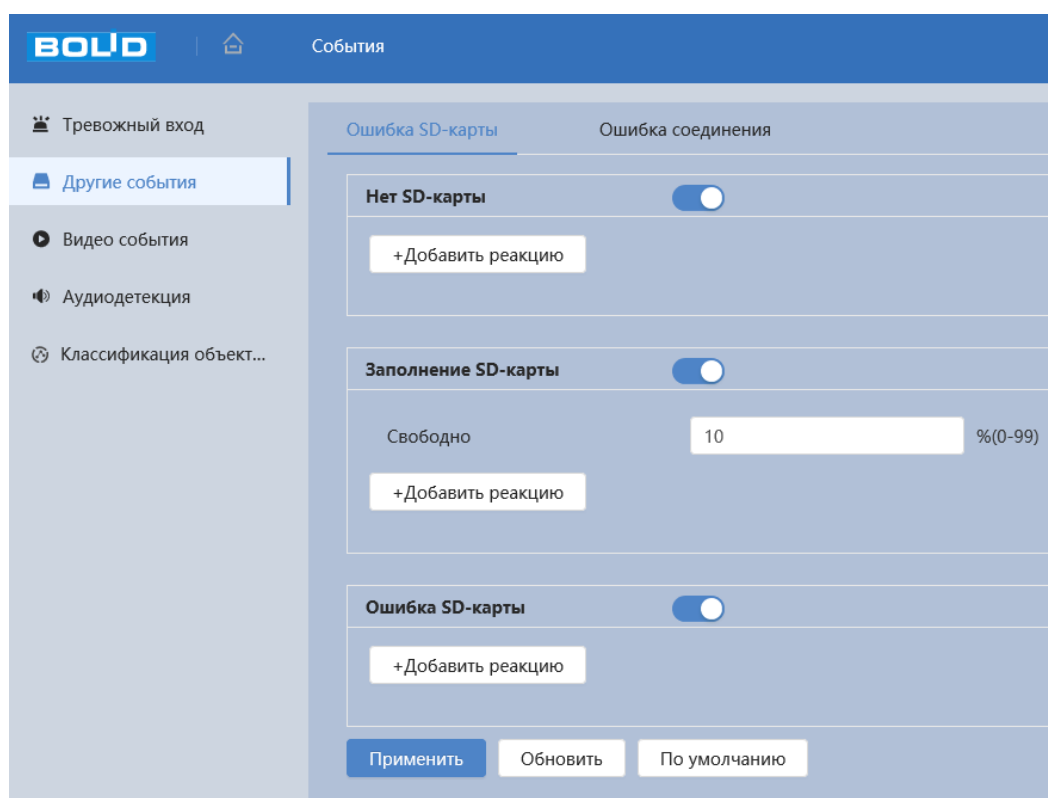 BOLID
События
Тревожный вход
Другие события
Видео события
Аудиодетекция
Классификация объект...
Ошибка SD-карты
Ошибка соединения
Нет SD-карты
+Добавить реакцию
Заполнение SD-карты
Свободно
10
%(0-99)
+Добавить реакцию
Ошибка SD-карты
+Добавить реакцию
Применить
Обновить
По умолчанию